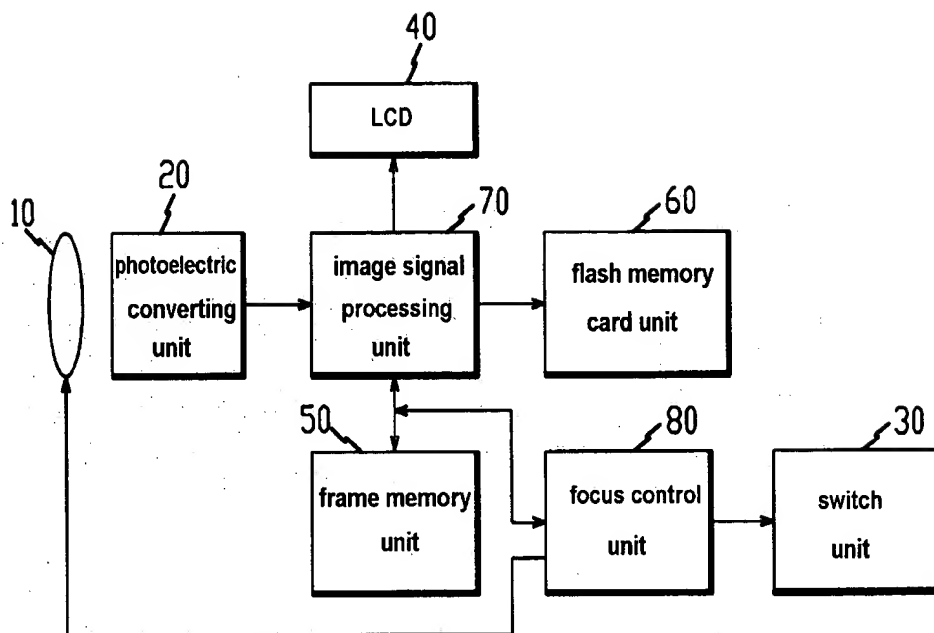 40
LCD
20
70
60
10
photoelectric
converting
unit
image signal
processing
unit
flash memory
card unit
50
80
30
frame memory
unit
focus control
unit
switch
unit